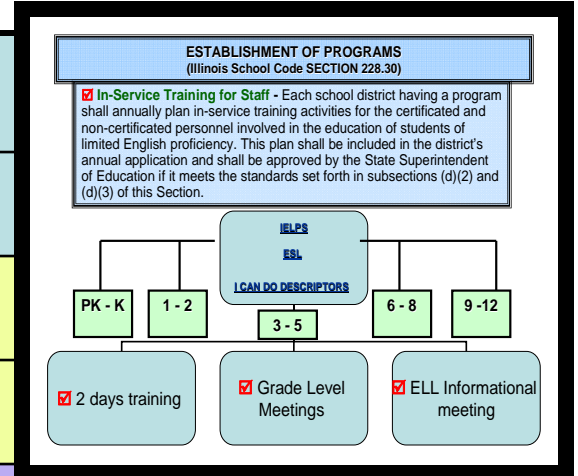 ESTABLISHMENT OF PROGRAMS
(Illinois School Code SECTION 228.30)
In-Service Training for Staff - Each school district having a program
shall annually plan in-service training activities for the certificated and
non-certificated personnel involved in the education of students of
limited English proficiency. This plan shall be included in the district's
annual application and shall be approved by the State Superintendent
of Education if it meets the standards set forth in subsections (d)(2) and
(d)(3) of this Section.
IELPS
ESL
I CAN DO DESCRIPTORS
PK - K
1 - 2
3 - 5
6 - 8
9 -12
2 days training
Grade Level
Meetings
ELL Informational
meeting